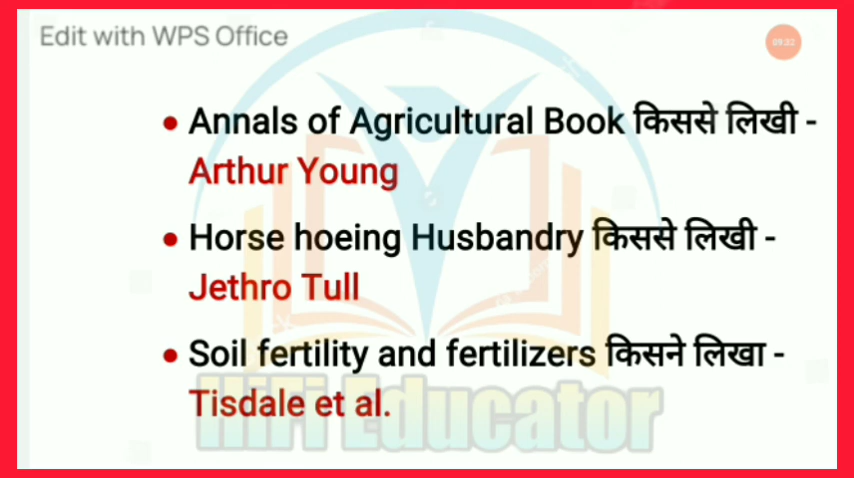 Edit with WPS Office
09:32
• Annals of Agricultural Book किससे लिखी -
Arthur Young
• Horse hoeing Husbandry किससे लिखी -
Jethro Tull
• Soil fertility and fertilizers किसने लिखा -
Tisdale et al.
HiFi Educator